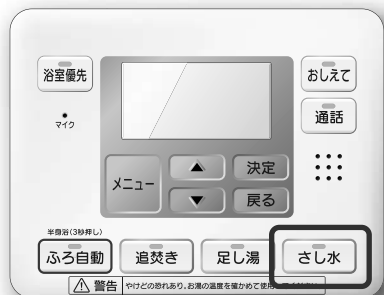 浴室優先
おしえて
マイク
通話
メニュー
▲
決定
▼
戻る
半身浴(3秒押し)
ふろ自動
追焚き
足し湯
さし水
警告
やけどの恐れあり。お湯の温度を確かめて使用